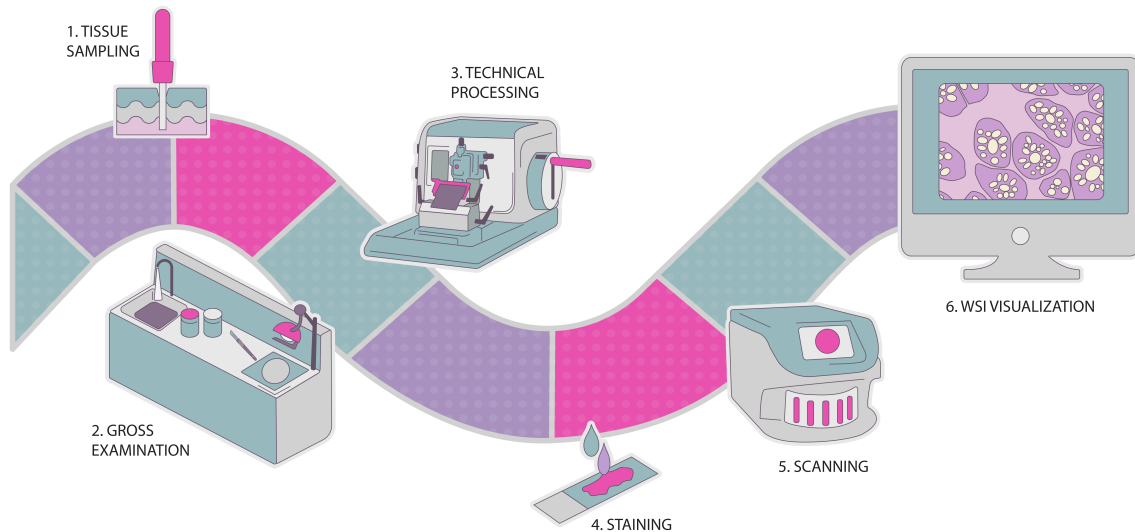 1. TISSUE
SAMPLING
2. GROSS
EXAMINATION
3. TECHNICAL
PROCESSING
4. STAINING
5. SCANNING
6. WSI VISUALIZATION